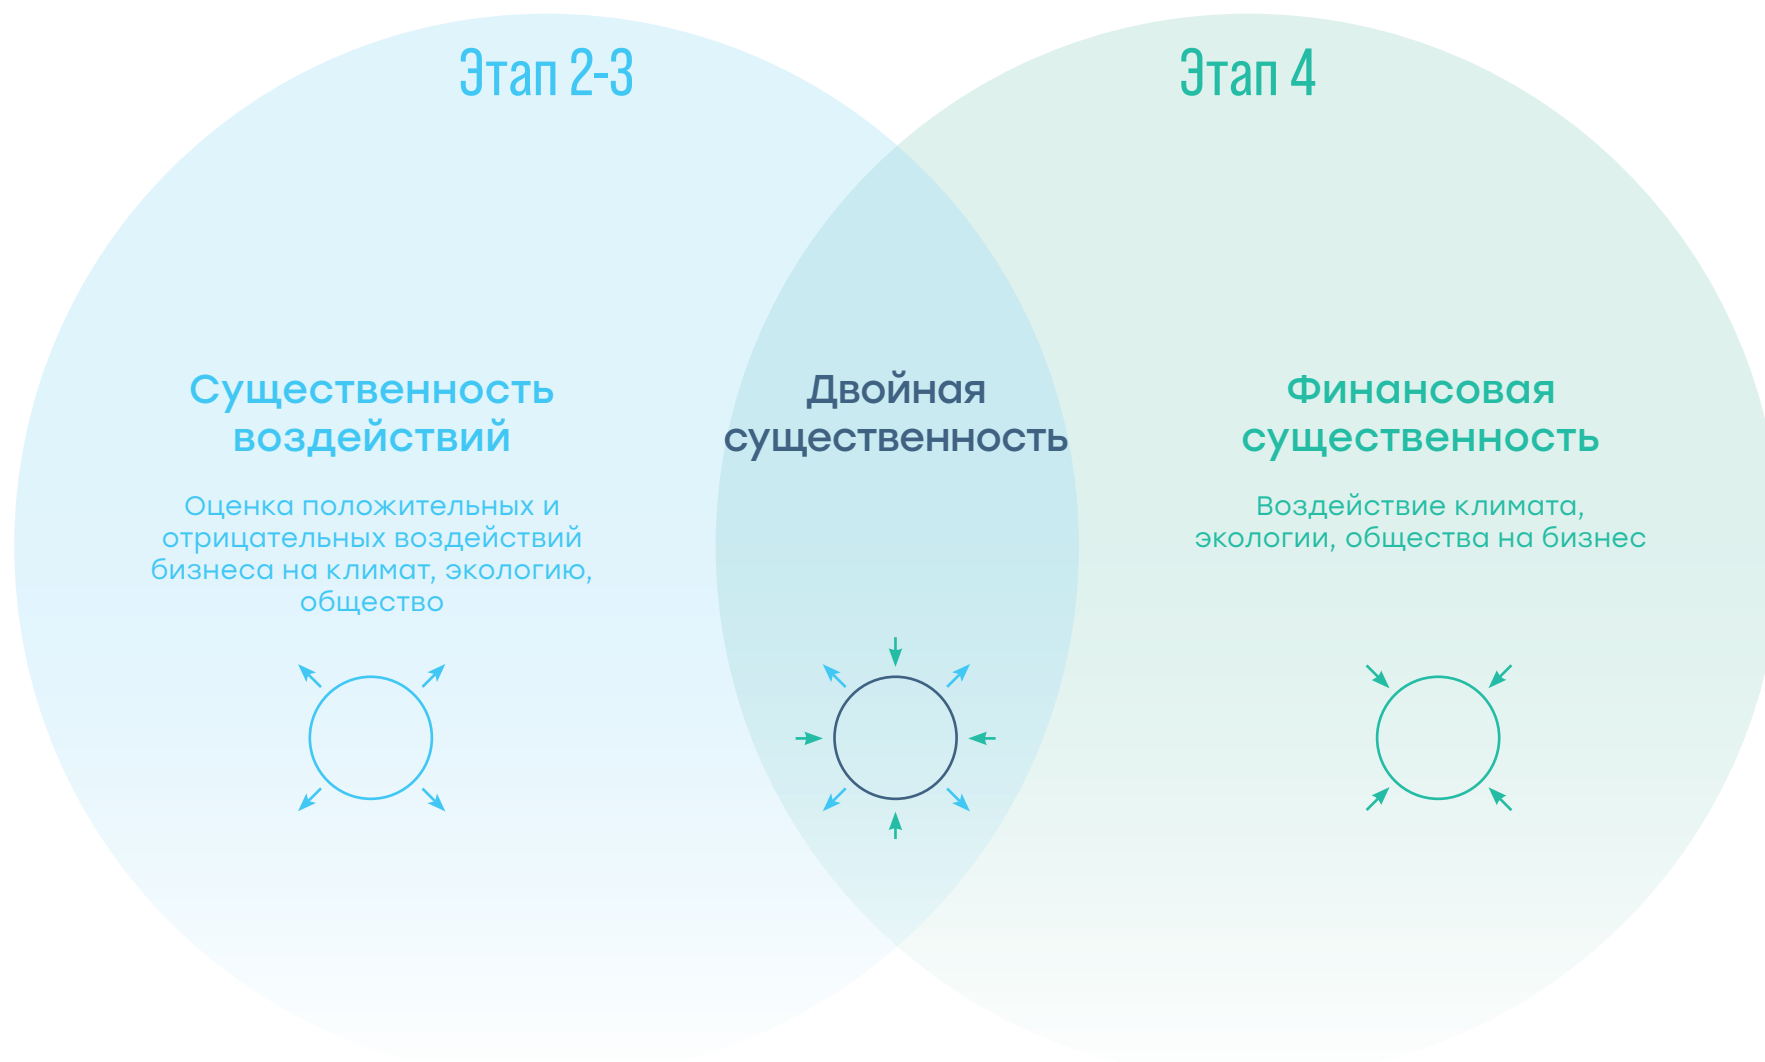 Этап 2-3
Этап 4
Существенность
воздействий
Оценка положительных и
отрицательных воздействий
бизнеса на климат, экологию,
общество
Двойная
существенность
Финансовая
существенность
Воздействие климата,
экологии, общества на бизнес